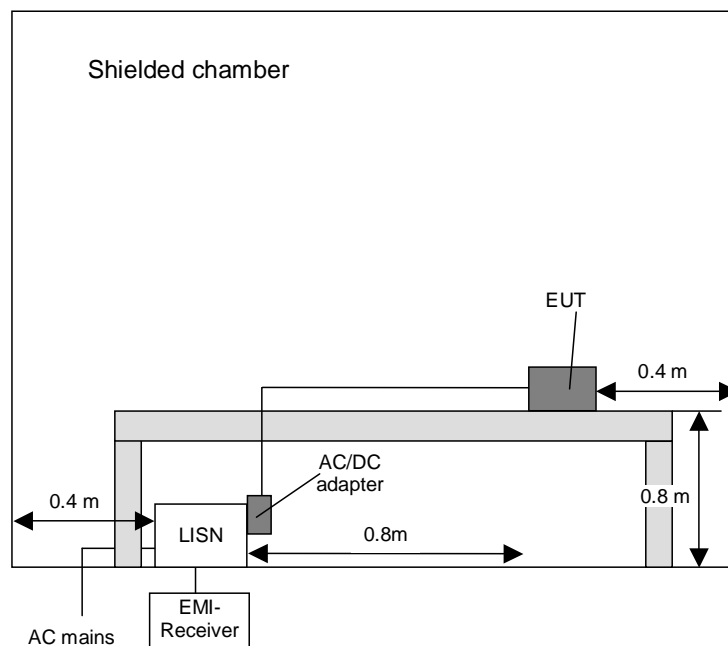 Shielded chamber
EUT
0.4 m
AC/DC
adapter
0.4 m
0.8 m
LISN
0.8m
EMI-
Receiver
AC mains